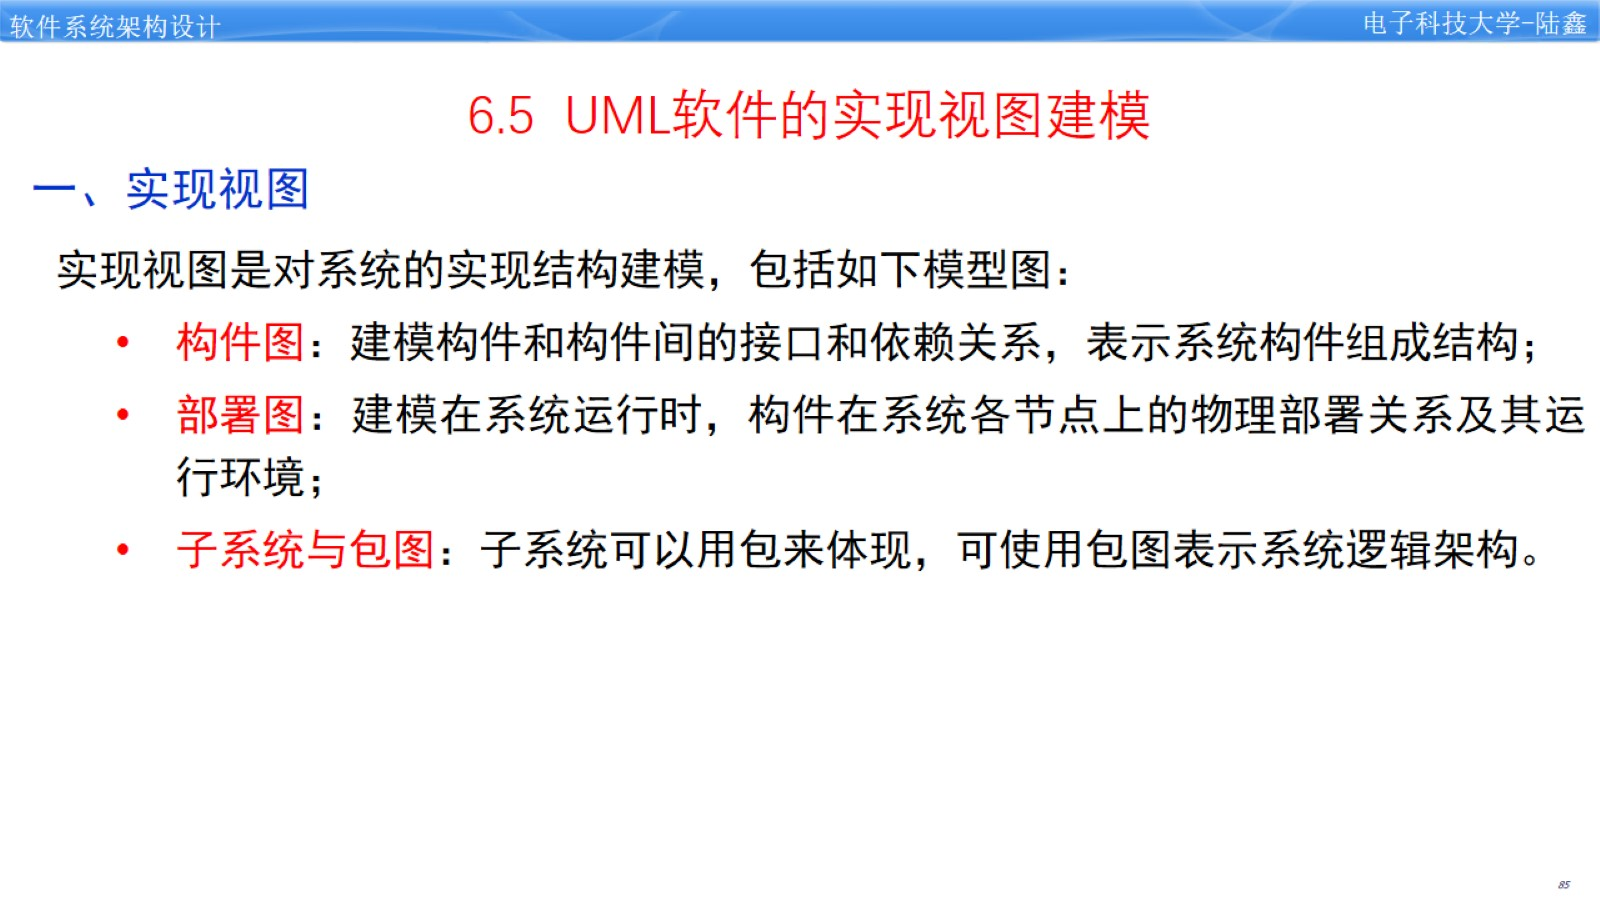 软件系统架构设计
电子科技大学-陆鑫
6.5 UML软件的实现视图建模
一、实现视图
实现视图是对系统的实现结构建模，包括如下模型图：
• 构件图：建模构件和构件间的接口和依赖关系，表示系统构件组成结构；
• 部署图：建模在系统运行时，构件在系统各节点上的物理部署关系及其运
行环境；
• 子系统与包图：子系统可以用包来体现，可使用包图表示系统逻辑架构。
85